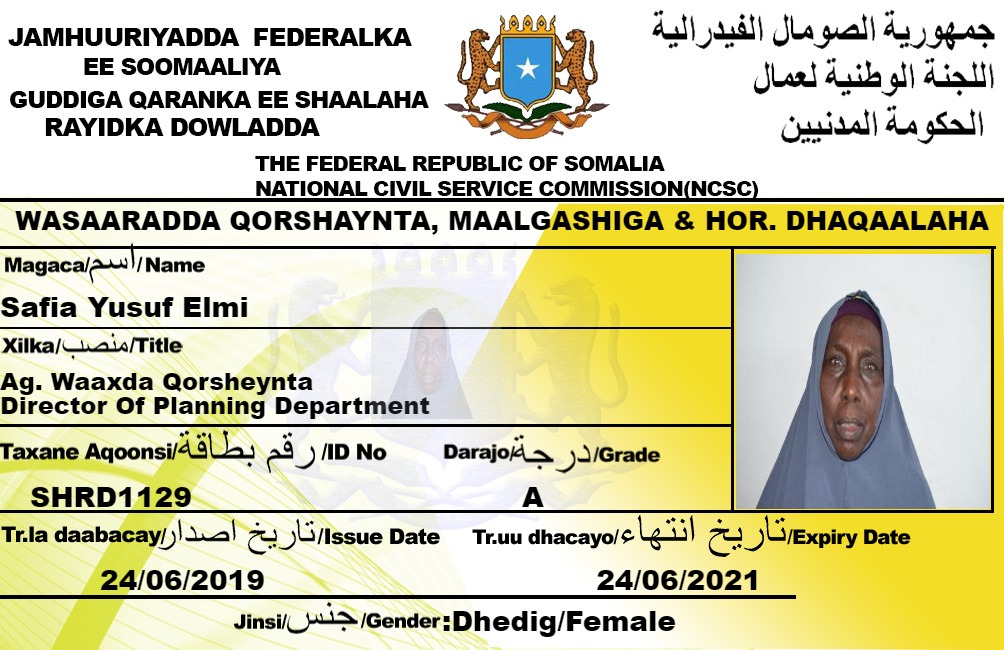 JAMHUURIYADDA FEDERALKA
EE SOOMAALIYA
GUDDIGA QARANKA EE SHAALAHA
RAYIDKA DOWLADDA
جمهورية الصومال الفيدرالية
اللجنة الوطنية لعمال
الحكومة المدنيين
THE FEDERAL REPUBLIC OF SOMALIA
NATIONAL CIVIL SERVICE COMMISSION(NCSC)
WASAARADDA QORSHAYNTA, MAALGASHIGA & HOR. DHAQAALAHA
Magaca/اسم/Name
Safia Yusuf Elmi
Xilka/منصب/Title
Ag. Waaxda Qorsheynta
Director Of Planning Department
Taxane Aqoonsi/رقم بطاقة/ID No
Darajo/درجة/Grade
SHRD1129
A
Tr.la daabacay/تاريخ اصدار/Issue Date
Tr.uu dhacayo/تاريخ انتهاء/Expiry Date
24/06/2019
24/06/2021
Jinsi/جنس/Gender:Dhedig/Female